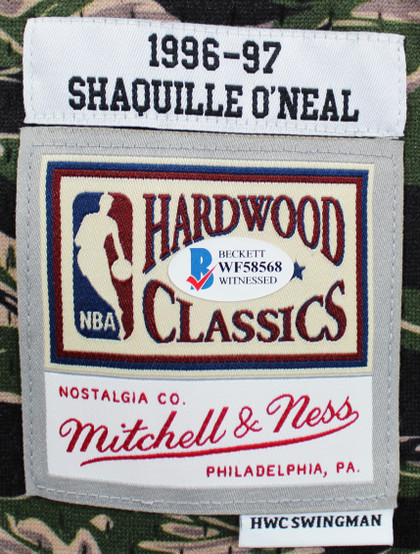 1996-97
SHAQUILLE O'NEAL
HARDWOOD
BECKETT
WF58568
WITNESSED
NBA
CLASSICS
NOSTALGIA CO.
Mitchell & Ness
PHILADELPHIA, PA.
HWC SWINGMAN